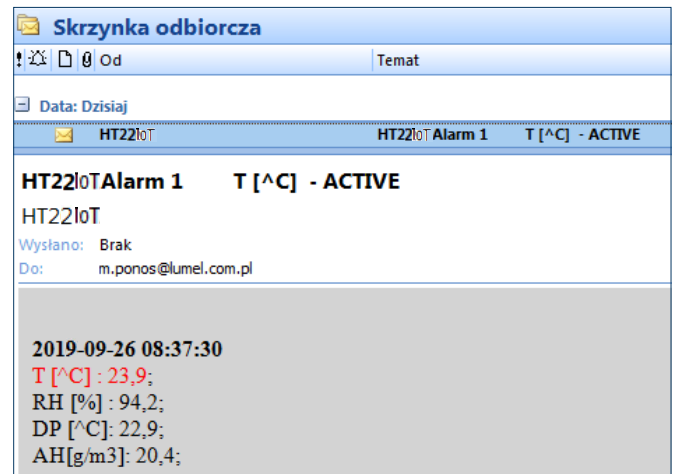 Skrzynka odbiorcza
! Od Temat
Data: Dzisiaj
HT22IoT HT22IoT Alarm 1 T [^C] - ACTIVE
HT22IoT Alarm 1 T [^C] - ACTIVE
HT22IoT
Wysłano: Brak
Do: m.ponos@lumel.com.pl
2019-09-26 08:37:30
T [^C] : 23,9;
RH [%] : 94,2;
DP [^C]: 22,9;
AH[g/m3]: 20,4;